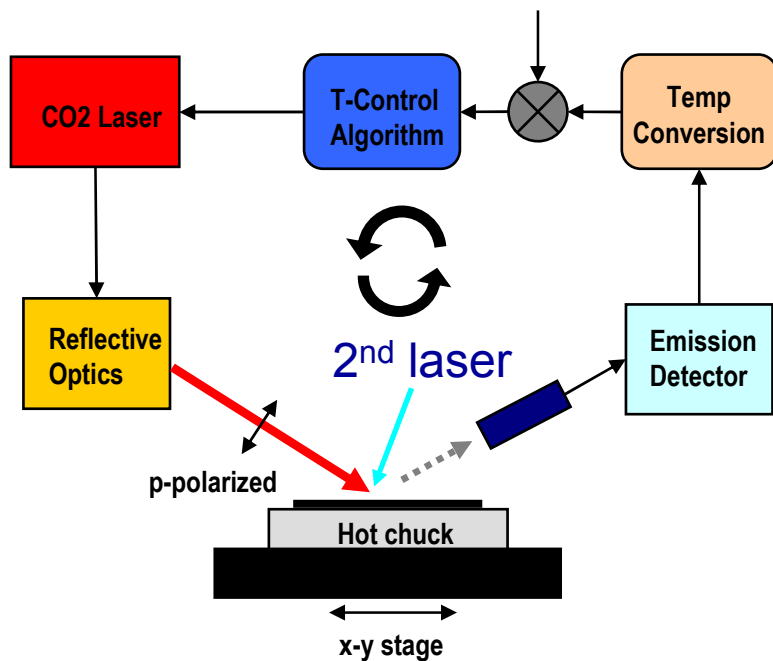 CO2 Laser
T-Control
Algorithm
Temp
Conversion
Reflective
Optics
2nd laser
Emission
Detector
p-polarized
Hot chuck
x-y stage